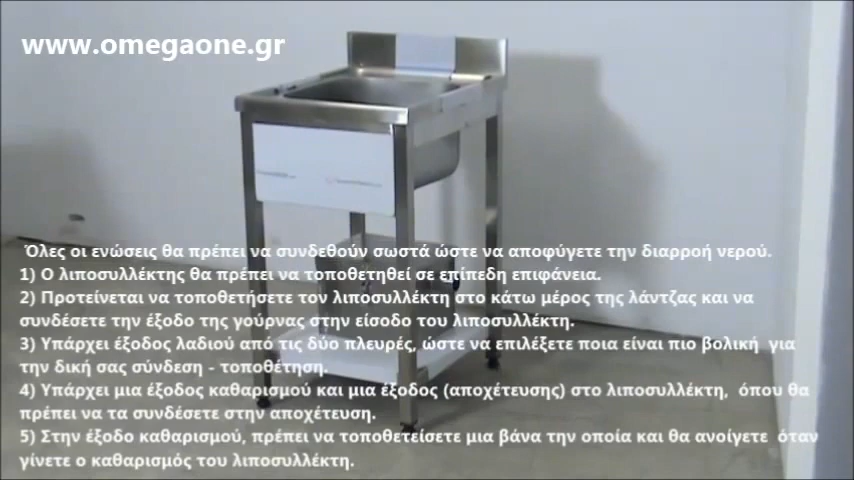 www.omegaone.gr
Όλες οι ενώσεις θα πρέπει να συνδεθούν σωστά ώστε να αποφύγετε την διαρροή νερού.
1) Ο λιποσυλλέκτης θα πρέπει να τοποθετηθεί σε επίπεδη επιφάνεια.
2) Προτείνεται να τοποθετήσετε τον λιποσυλλέκτη στο κάτω μέρος της λάντζας και να
συνδέσετε την έξοδο της γούρνας στην είσοδο του λιποσυλλέκτη.
3) Υπάρχει έξοδος λαδιού από τις δύο πλευρές, ώστε να επιλέξετε ποια είναι πιο βολική για
την δική σας σύνδεση - τοποθέτηση.
4) Υπάρχει μια έξοδος καθαρισμού και μια έξοδος (αποχέτευσης) στο λιποσυλλέκτη, όπου θα
πρέπει να τα συνδέσετε στην αποχέτευση.
5) Στην έξοδο καθαρισμού, πρέπει να τοποθετείσετε μια βάνα την οποία και θα ανοίγετε όταν
γίνετε ο καθαρισμός του λιποσυλλέκτη.